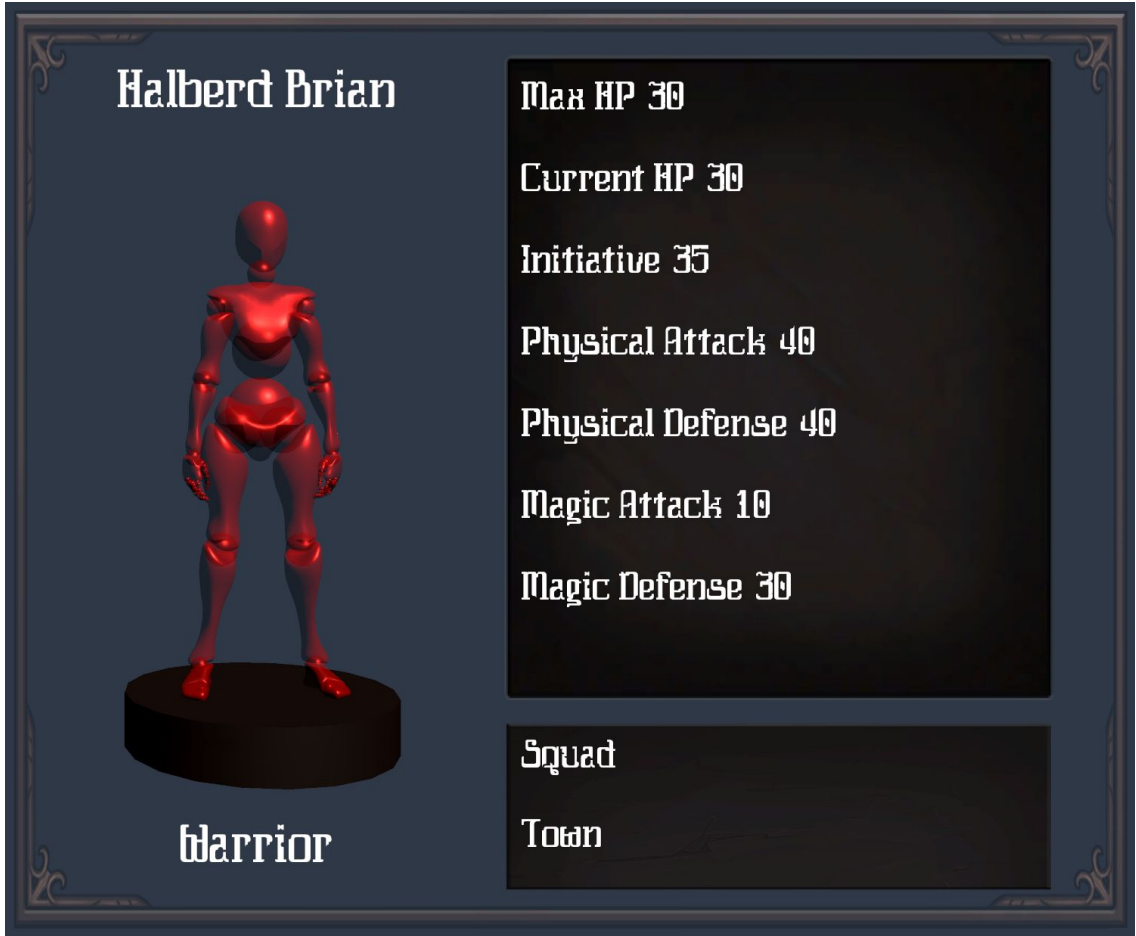 Halberd Brian
Max HP 30
Current HP 30
Initiative 35
Physical Attack 40
Physical Defense 40
Magic Attack 10
Magic Defense 30
Squad
Town
Warrior